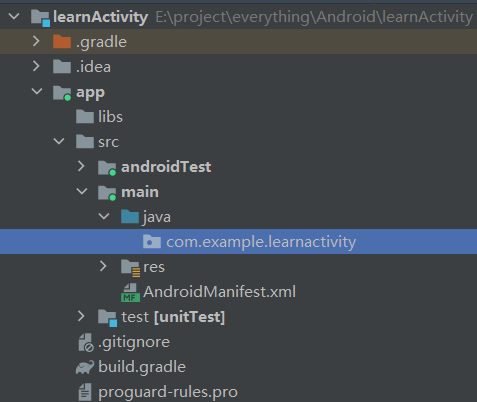 learnActivity E:\project\everything\Android\learnActivity
.gradle
.idea
app
libs
src
androidTest
main
java
com.example.learnactivity
res
MF AndroidManifest.xml
test [unitTest]
.gitignore
build.gradle
proguard-rules.pro